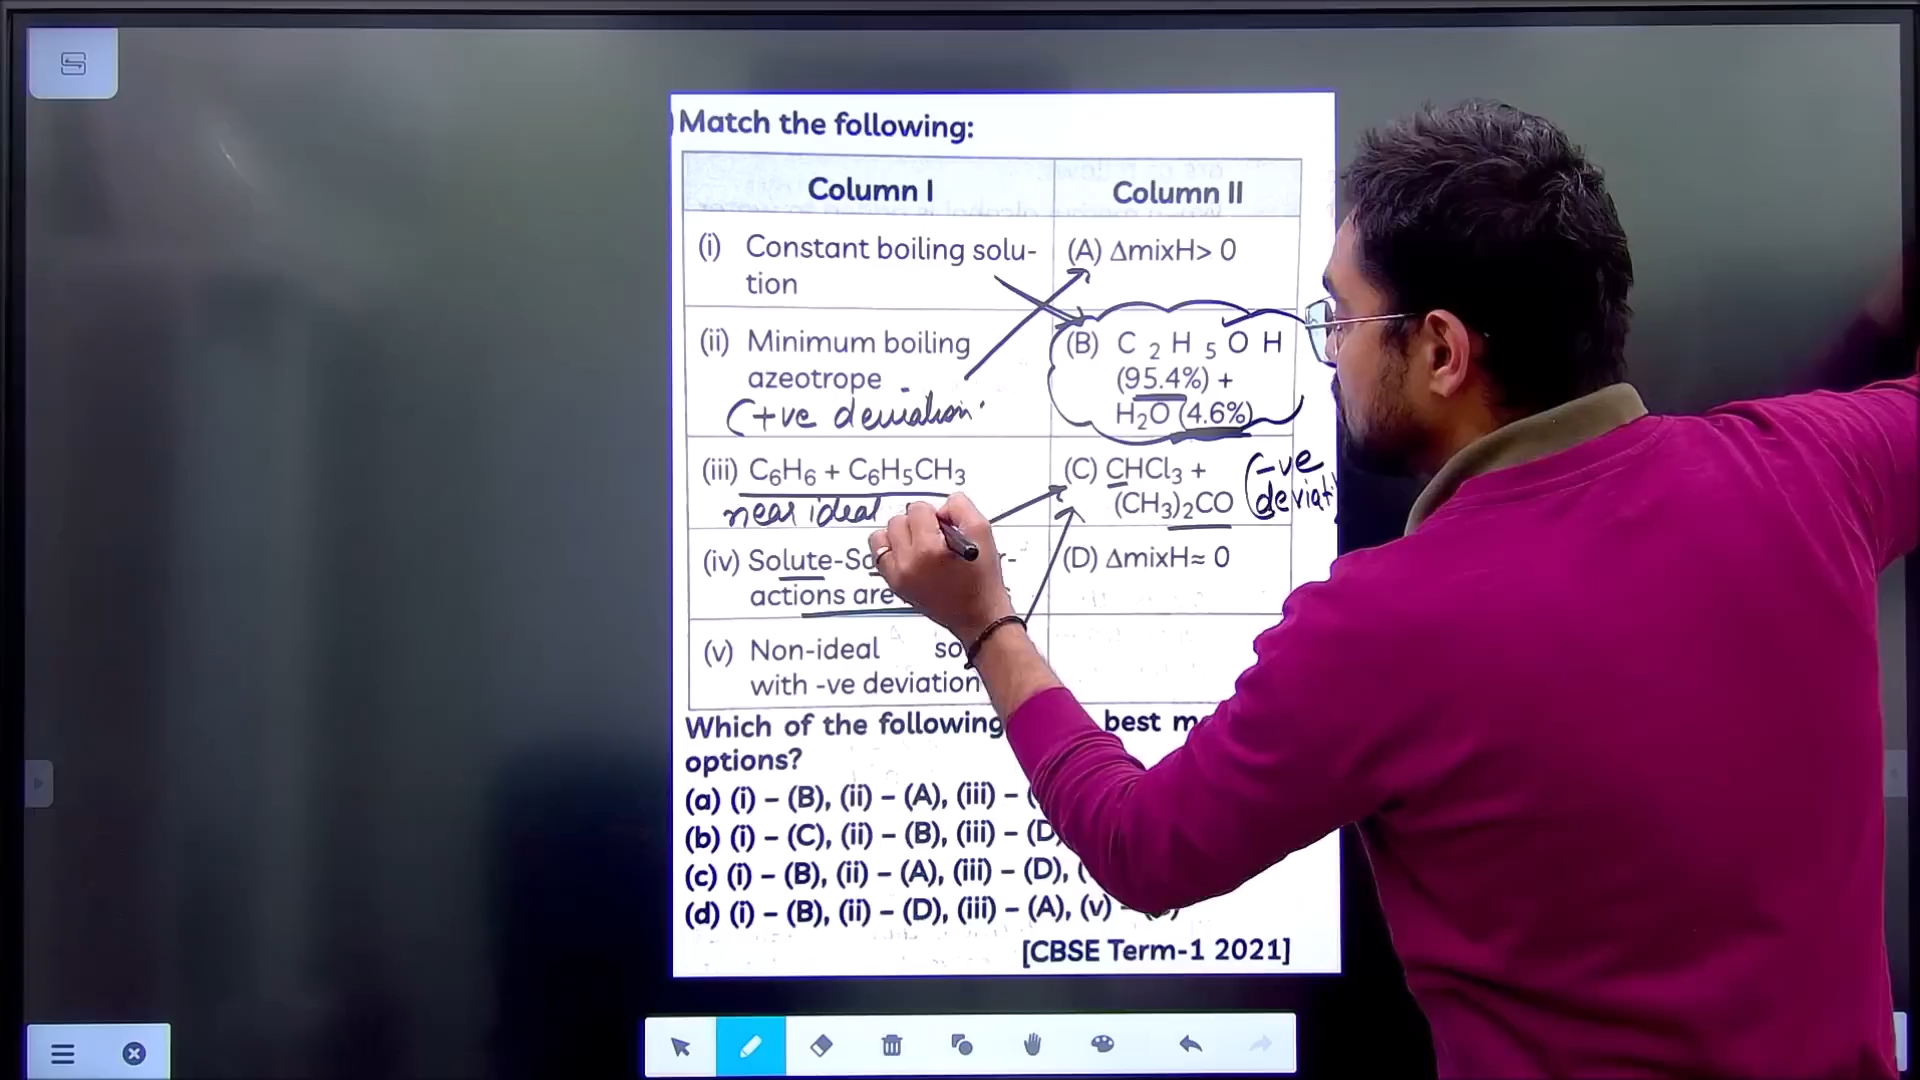 Match the following:
Column I
Column II
(i) Constant boiling solu-
tion
(A) ΔmixH> 0
(ii) Minimum boiling
azeotrope
(+ve deviation
(B) C 2 H 5 O H
(95.4%) +
H₂O (4.6%)
(iii) C₆H₆ + C₆H₅CH₃
near ideal
(C) CHCl₃ +
(CH₃)₂CO
(-ve
(iv) Solute-So
actions are
(D) ΔmixH≈ 0
(v) Non-ideal so
with -ve deviation
Which of the following best m
options?
(a) (i) – (B), (ii) – (A), (iii) – (
(b) (i) – (C), (ii) – (B), (iii) – (D
(c) (i) – (B), (ii) – (A), (iii) – (D), (
(d) (i) – (B), (ii) – (D), (iii) – (A), (v) –
[CBSE Term-1 2021]